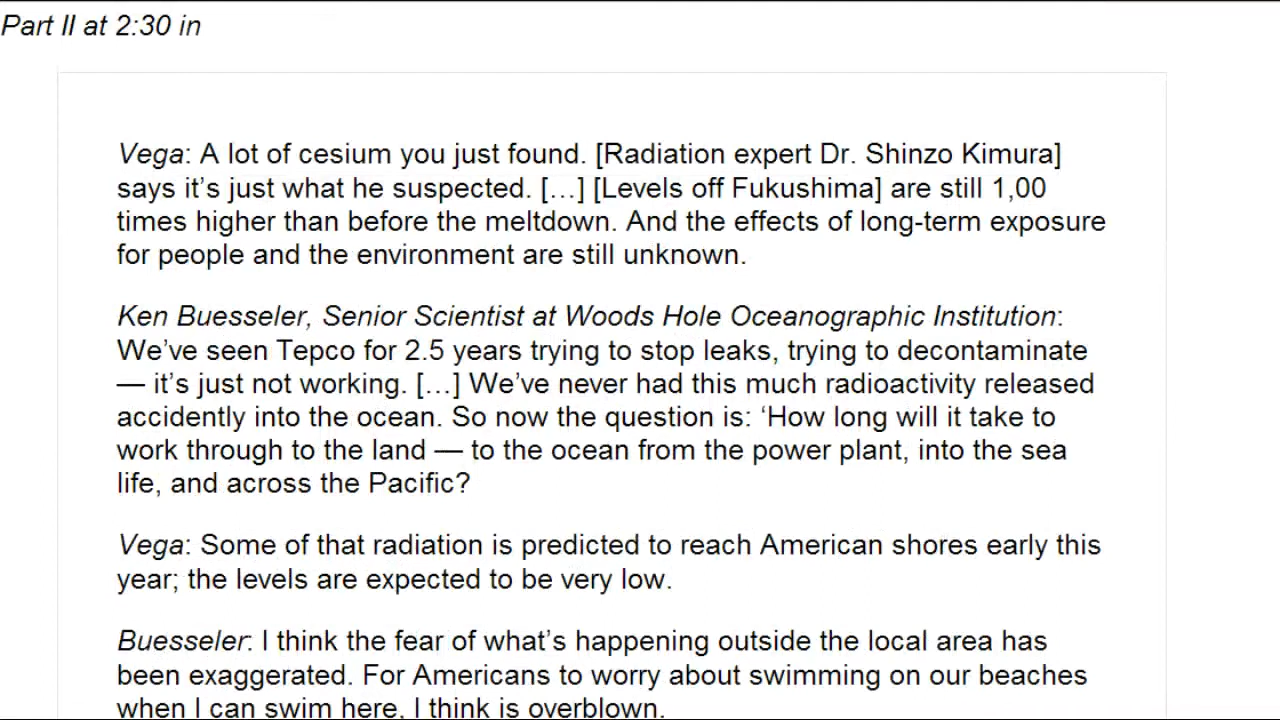 Part II at 2:30 in
Vega: A lot of cesium you just found. [Radiation expert Dr. Shinzo Kimura]
says it’s just what he suspected. […] [Levels off Fukushima] are still 1,00
times higher than before the meltdown. And the effects of long-term exposure
for people and the environment are still unknown.
Ken Buesseler, Senior Scientist at Woods Hole Oceanographic Institution:
We’ve seen Tepco for 2.5 years trying to stop leaks, trying to decontaminate
— it’s just not working. […] We’ve never had this much radioactivity released
accidently into the ocean. So now the question is: ‘How long will it take to
work through to the land — to the ocean from the power plant, into the sea
life, and across the Pacific?
Vega: Some of that radiation is predicted to reach American shores early this
year; the levels are expected to be very low.
Buesseler: I think the fear of what’s happening outside the local area has
been exaggerated. For Americans to worry about swimming on our beaches
when I can swim here, I think is overblown.